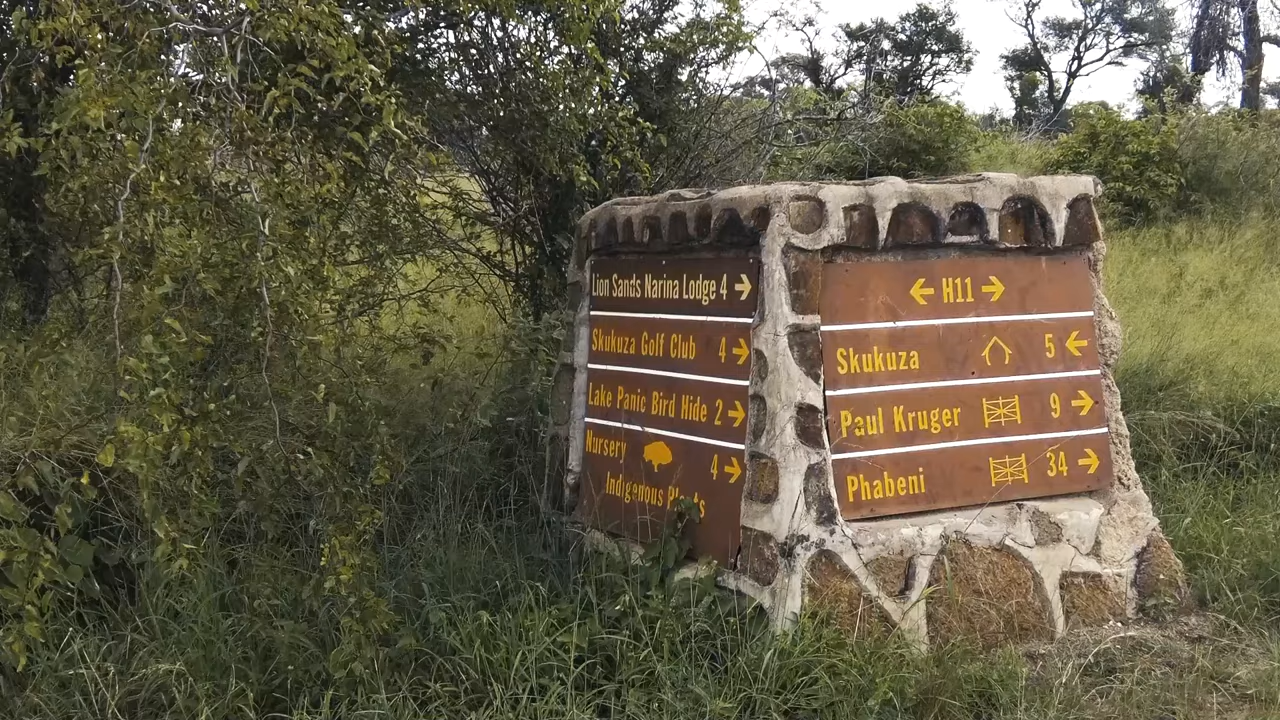 Lion Sands Narina Lodge 4 →
Skukuza Golf Club 4 →
Lake Panic Bird Hide 2 →
Nursery 4 →
Indigenous Plants
← H11 →
Skukuza 5 ←
Paul Kruger 9 →
Phabeni 34 →